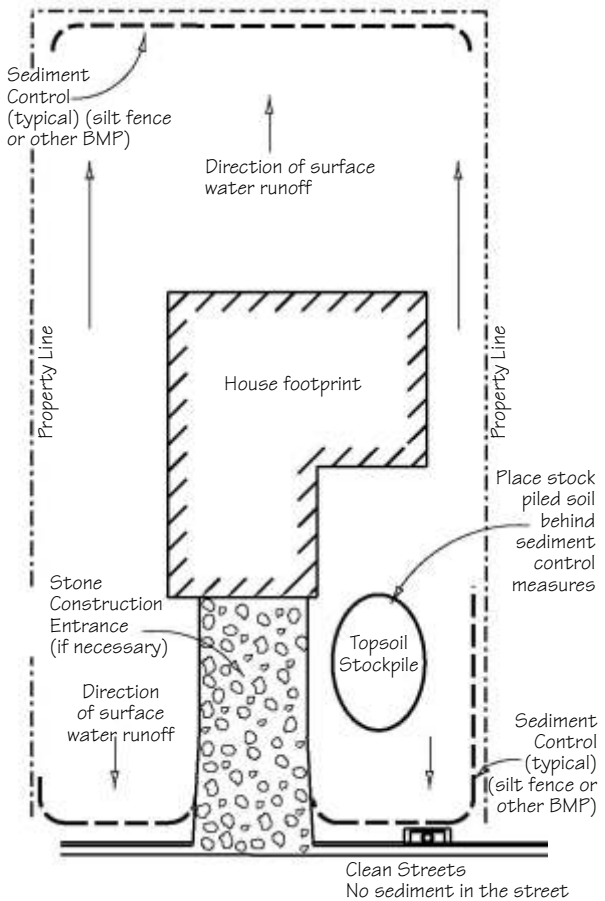 Sediment
Control
(typical) (silt fence
or other BMP)
Direction of surface
water runoff
Property Line
House footprint
Property Line
Place stock
piled soil
behind
sediment
control
measures
Stone
Construction
Entrance
(if necessary)
Topsoil
Stockpile
Direction
of surface
water runoff
Sediment
Control
(typical)
(silt fence or
other BMP)
Clean Streets
No sediment in the street